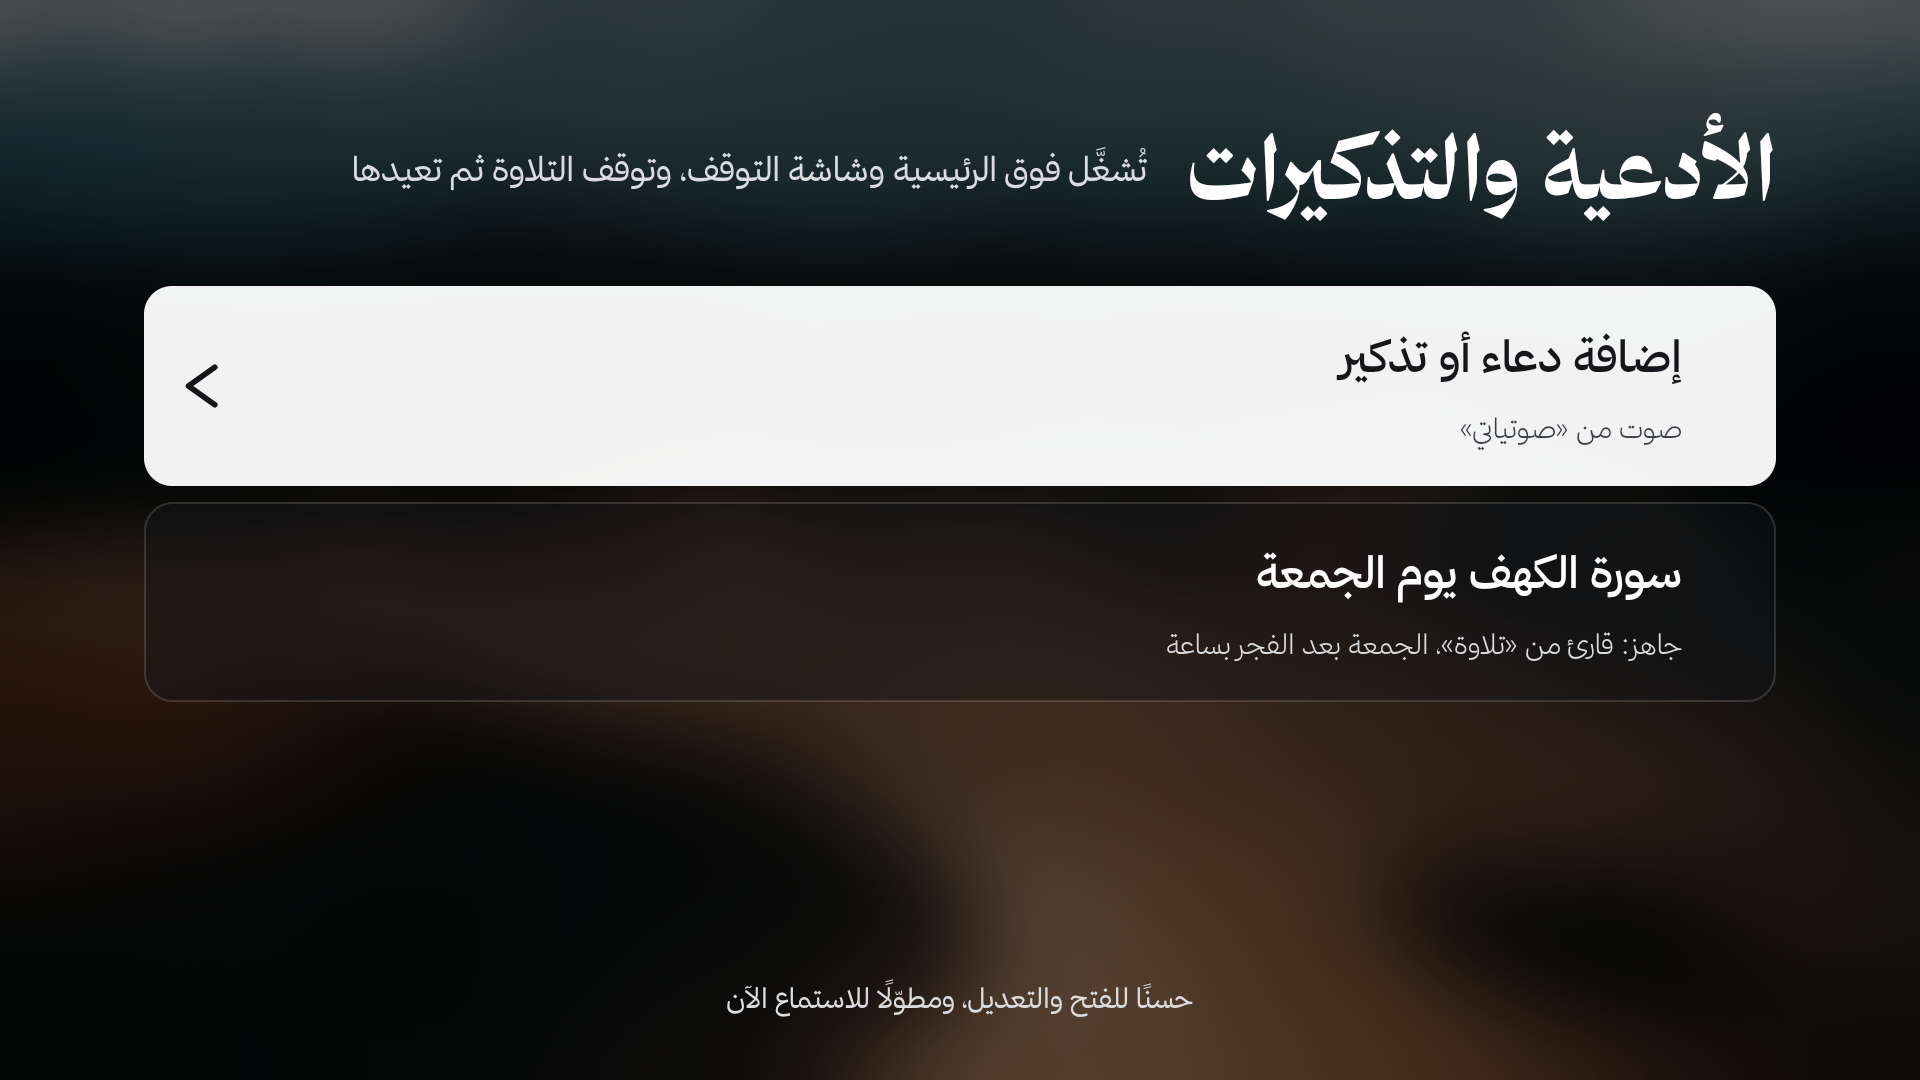 الأدعية والتذكيرات
تُشغَّل فوق الرئيسية وشاشة التوقف، وتوقف التلاوة ثم تعيدها
إضافة دعاء أو تذكير
صوت من «صوتياتي»
سورة الكهف يوم الجمعة
جاهز: قارئ من «تلاوة»، الجمعة بعد الفجر بساعة
حسنًا للفتح والتعديل، ومطوّلًا للاستماع الآن